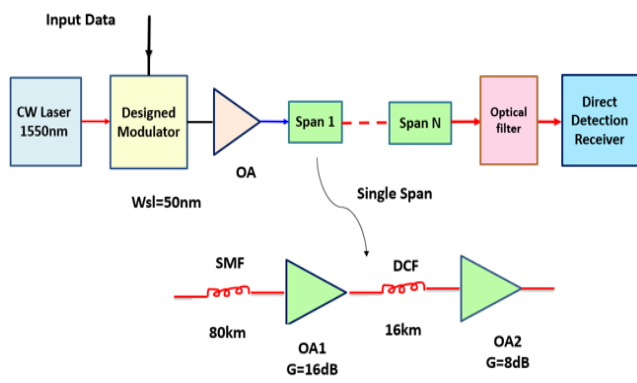 Input Data
CW Laser
1550nm
Designed
Modulator
OA
Span 1
Span N
Optical
filter
Direct
Detection
Receiver
Wsl=50nm
Single Span
SMF
DCF
80km
16km
OA1
G=16dB
OA2
G=8dB